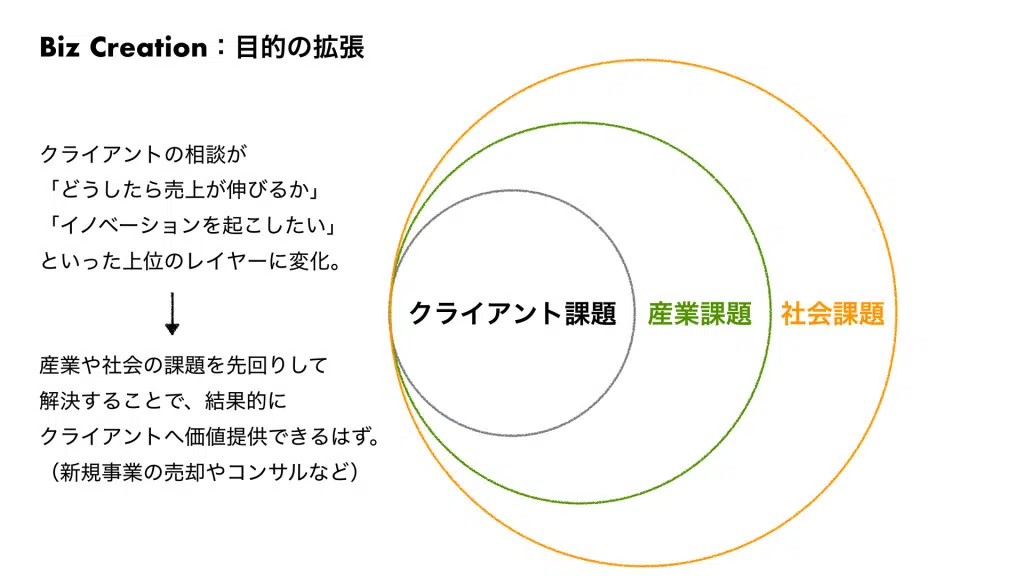 Biz Creation：目的の拡張
クライアントの相談が
「どうしたら売上が伸びるか」
「イノベーションを起こしたい」
といった上位のレイヤーに変化。
産業や社会の課題を先回りして
解決することで、結果的に
クライアントへ価値提供できるはず。
（新規事業の売却やコンサルなど）
クライアント課題
産業課題
社会課題